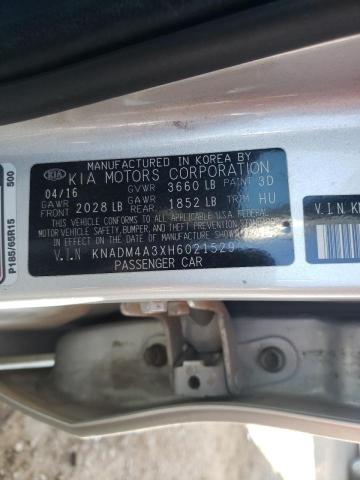 MANUFACTURED IN KOREA BY
KIA KIA MOTORS CORPORATION
04/16 GVWR 3660 LB PAINT 3D
GAWR FRONT 2028 LB GAWR REAR 1852 LB TRIM HU
THIS VEHICLE CONFORMS TO ALL APPLICABLE U.S.A. FEDERAL
MOTOR VEHICLE SAFETY, BUMPER, AND THEFT PREVENTION
STANDARDS IN EFFECT ON THE DATE OF MANUFACTURE SHOWN
V.I.N KNADM4A3XH6021529
PASSENGER CAR
P185/65R15
500
V.I.N KN